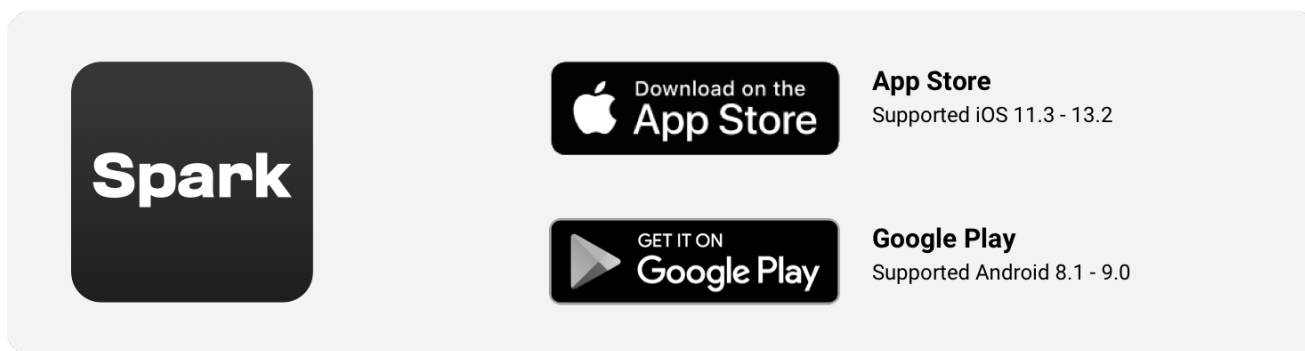 Spark
Download on the
App Store
App Store
Supported iOS 11.3 - 13.2
GET IT ON
Google Play
Google Play
Supported Android 8.1 - 9.0